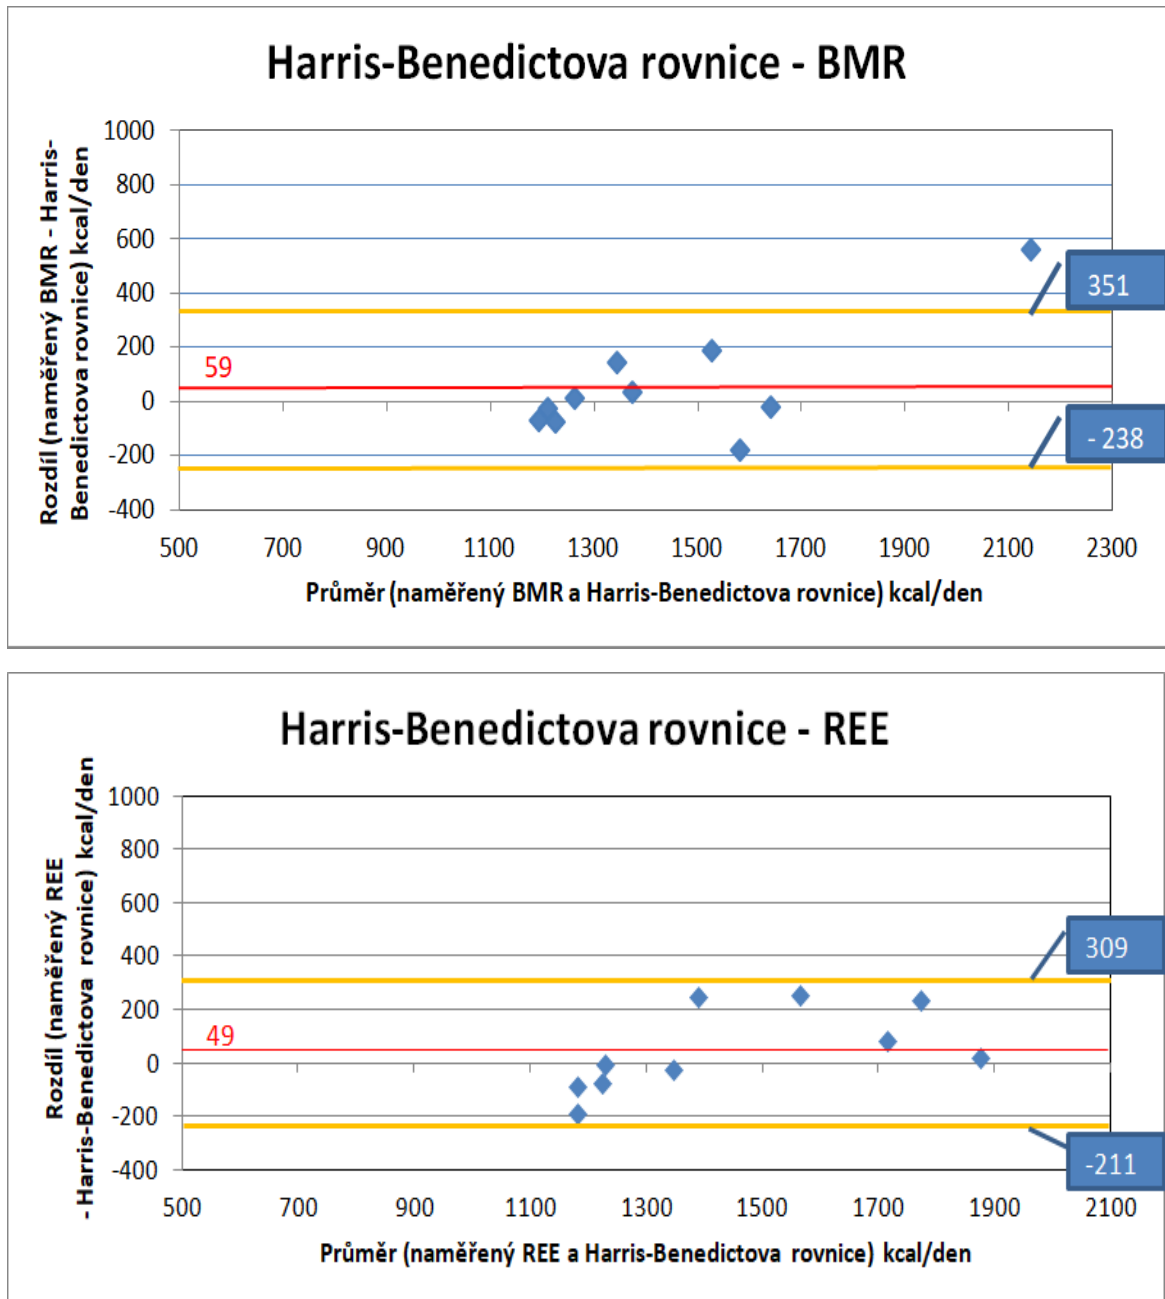 Harris-Benedictova rovnice - BMR
Rozdíl (naměřený BMR - Harris-
Benedictova rovnice) kcal/den
1000
800
600
400
200
0
-200
-400
59
351
- 238
500 700 900 1100 1300 1500 1700 1900 2100 2300
Průměr (naměřený BMR a Harris-Benedictova rovnice) kcal/den
Harris-Benedictova rovnice - REE
Rozdíl (naměřený REE
- Harris-Benedictova rovnice) kcal/den
1000
800
600
400
200
0
-200
-400
49
309
-211
500 700 900 1100 1300 1500 1700 1900 2100
Průměr (naměřený REE a Harris-Benedictova rovnice) kcal/den